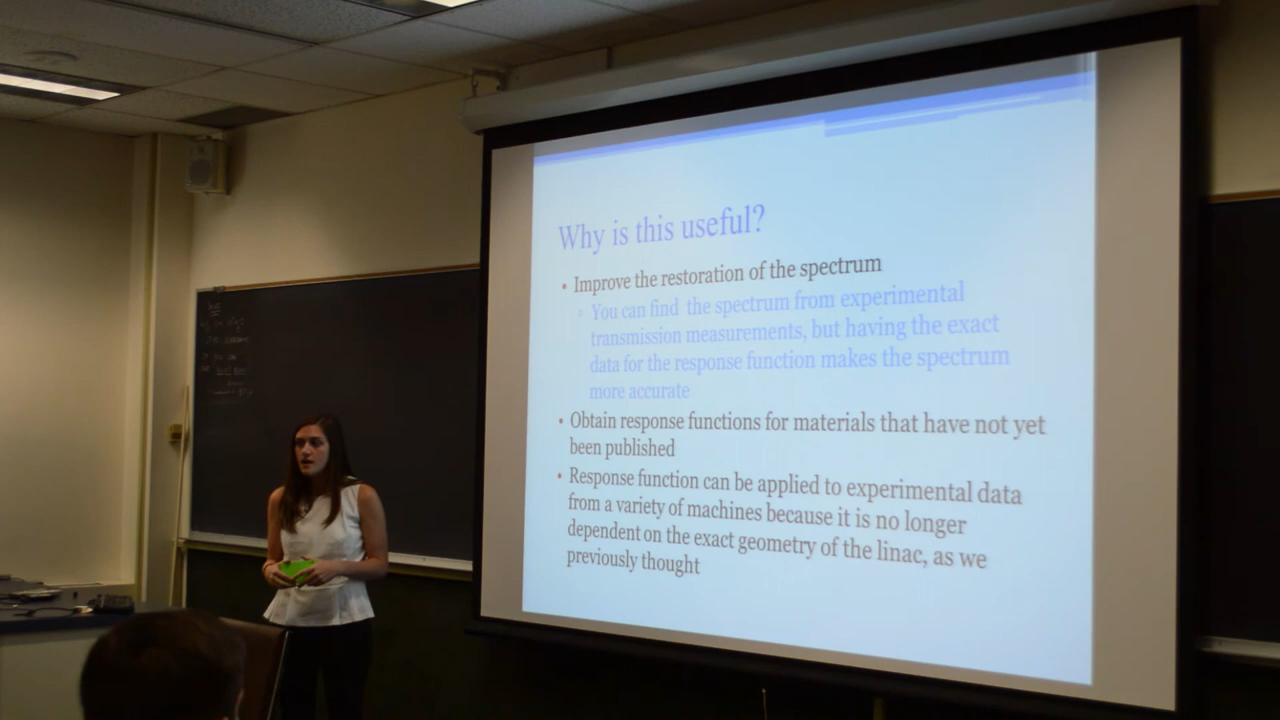 Why is this useful?
• Improve the restoration of the spectrum
▫ You can find the spectrum from experimental
transmission measurements, but having the exact
data for the response function makes the spectrum
more accurate
• Obtain response functions for materials that have not yet
been published
• Response function can be applied to experimental data
from a variety of machines because it is no longer
dependent on the exact geometry of the linac, as we
previously thought